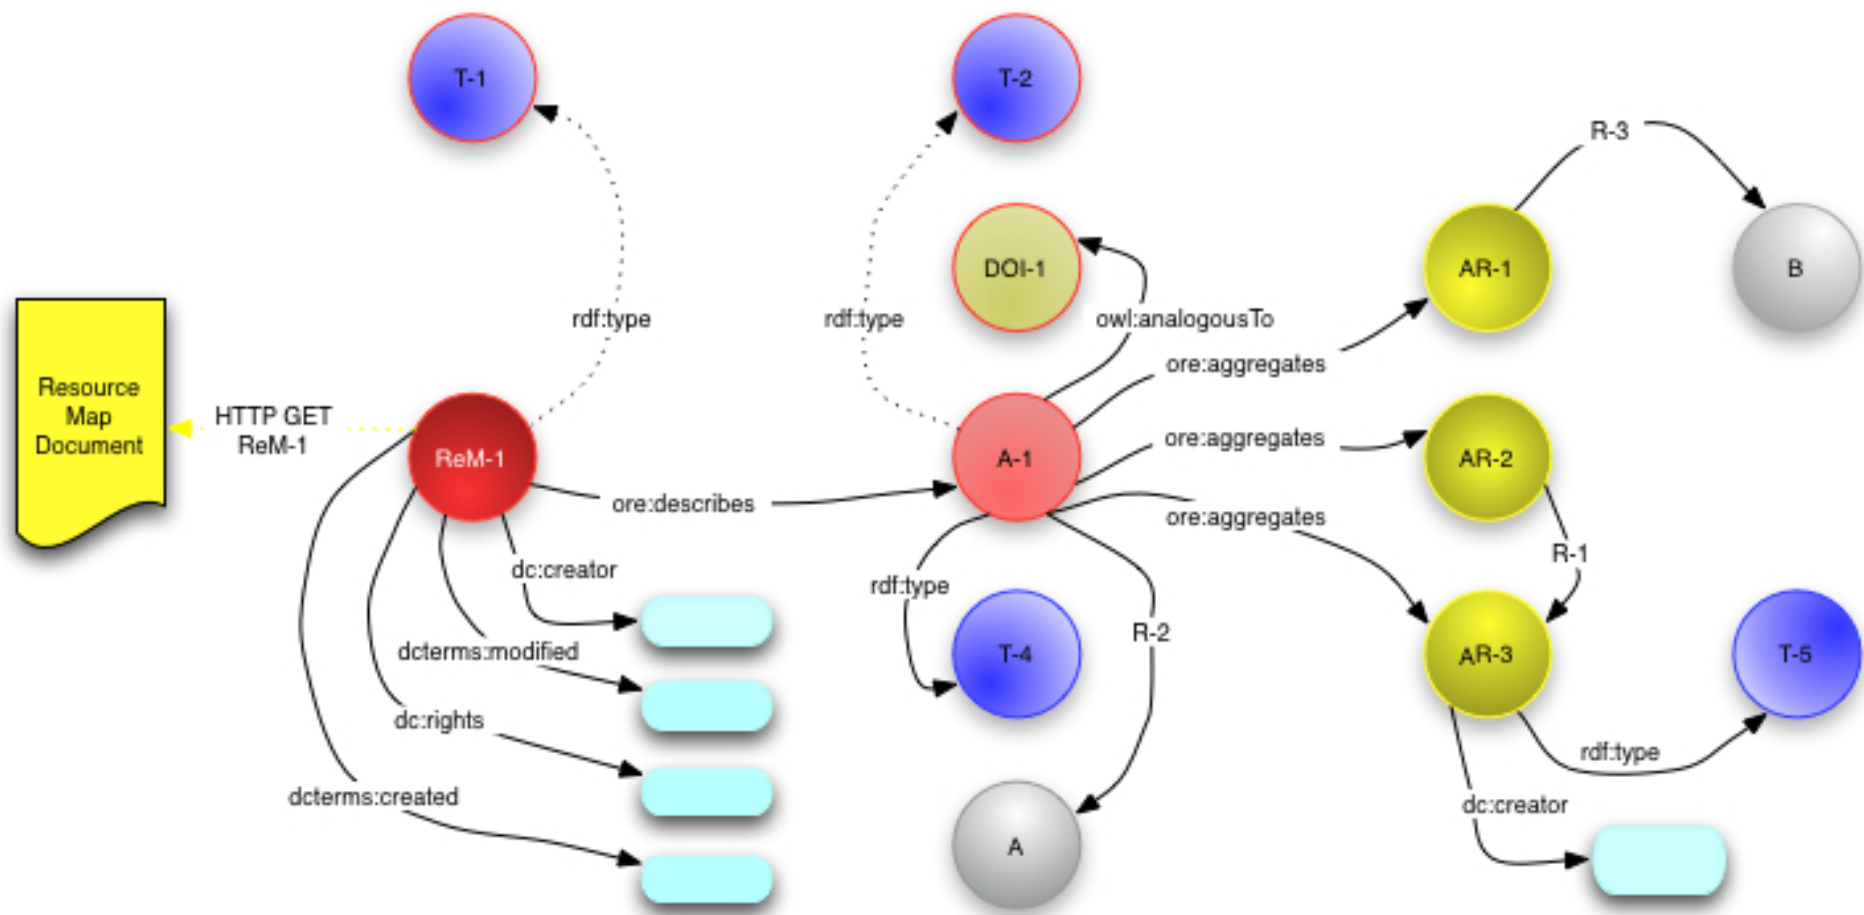 T-1
T-2
R-3
DOI-1
AR-1
B
rdf:type
rdf:type
owl:analogousTo
ore:aggregates
Resource
Map
Document
HTTP GET
ReM-1
ReM-1
A-1
ore:aggregates
AR-2
ore:describes
ore:aggregates
R-1
dc:creator
rdf:type
T-4
R-2
AR-3
T-5
dcterms:modified
dc:rights
rdf:type
dcterms:created
dc:creator
A